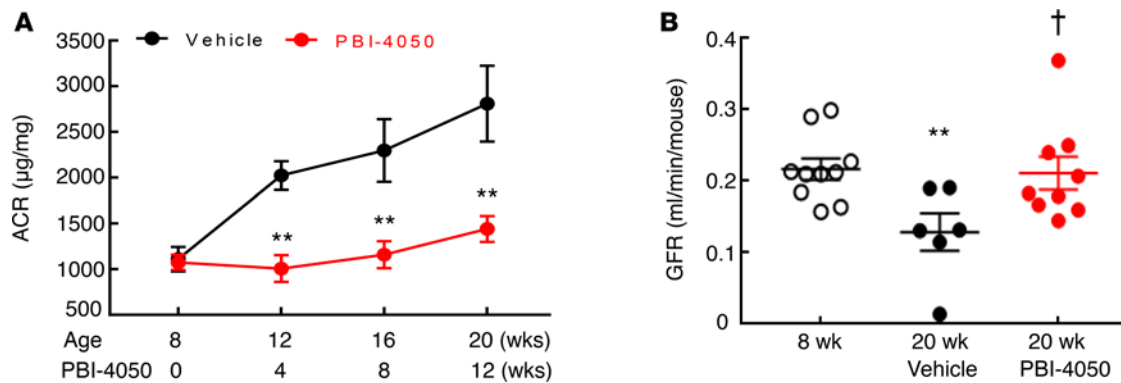 A
Vehicle PBI-4050
ACR (µg/mg)
3500
3000
2500
2000
1500
1000
500
** ** **
Age 8 12 16 20 (wks)
PBI-4050 0 4 8 12 (wks)
B
†
GFR (ml/min/mouse)
0.4
0.3
0.2
0.1
0
**
8 wk 20 wk 20 wk
Vehicle PBI-4050